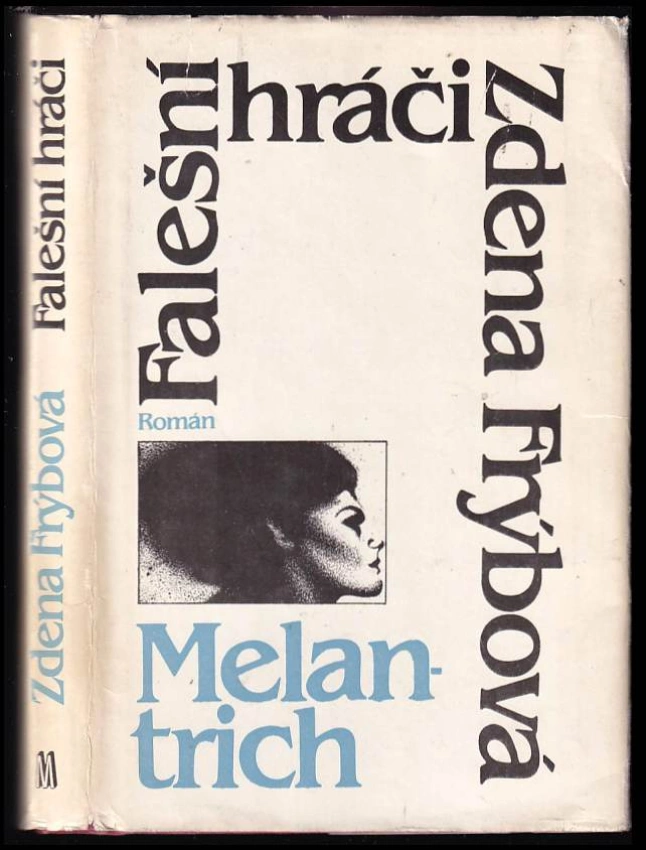 Falešní hráči
Zdena Frýbová
Román
Melan-
trich
Zdena Frýbová
Falešní hráči
M